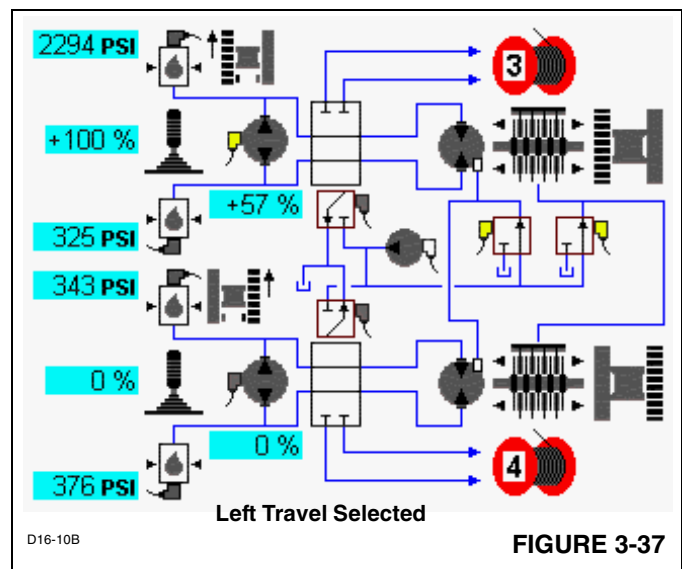 2294 PSI
3
+100 %
+57 %
325 PSI
343 PSI
0 %
0 %
4
376 PSI
Left Travel Selected
D16-10B
FIGURE 3-37